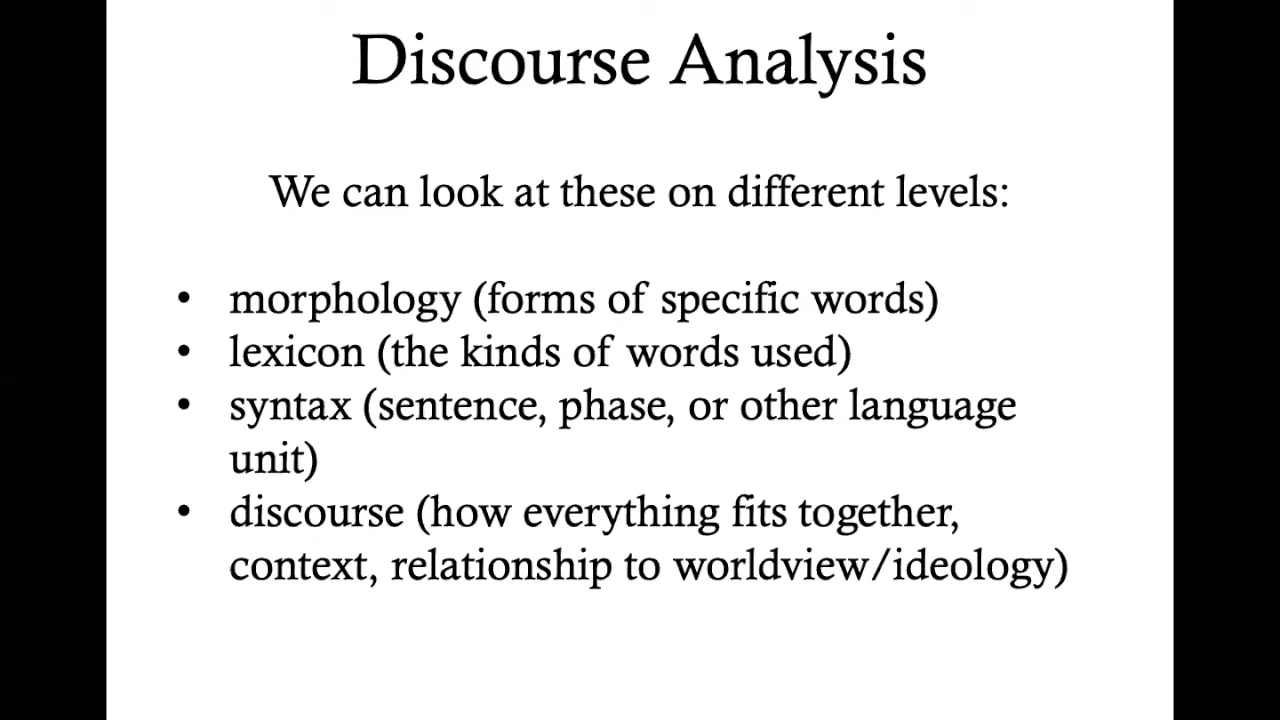 Discourse Analysis
We can look at these on different levels:
• morphology (forms of specific words)
• lexicon (the kinds of words used)
• syntax (sentence, phase, or other language
unit)
• discourse (how everything fits together,
context, relationship to worldview/ideology)